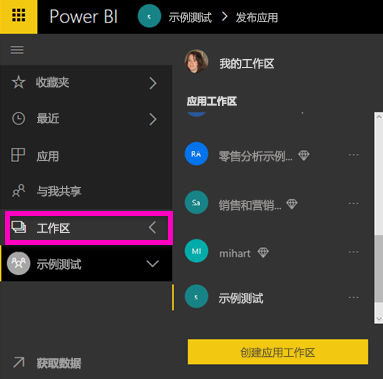 Power BI
s 示例测试 > 发布应用
收藏夹
最近
应用
与我共享
工作区
示例测试
获取数据
我的工作区
应用工作区
RA 零售分析示例...
Sa 销售和营销...
MI mihart
s 示例测试
创建应用工作区